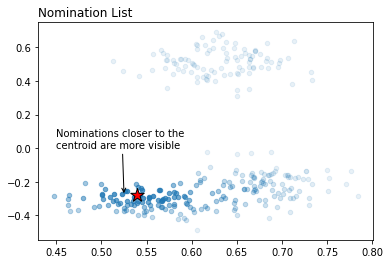 Nomination List
0.6
0.4
0.2
0.0
−0.2
−0.4
Nominations closer to the
centroid are more visible
0.45 0.50 0.55 0.60 0.65 0.70 0.75 0.80